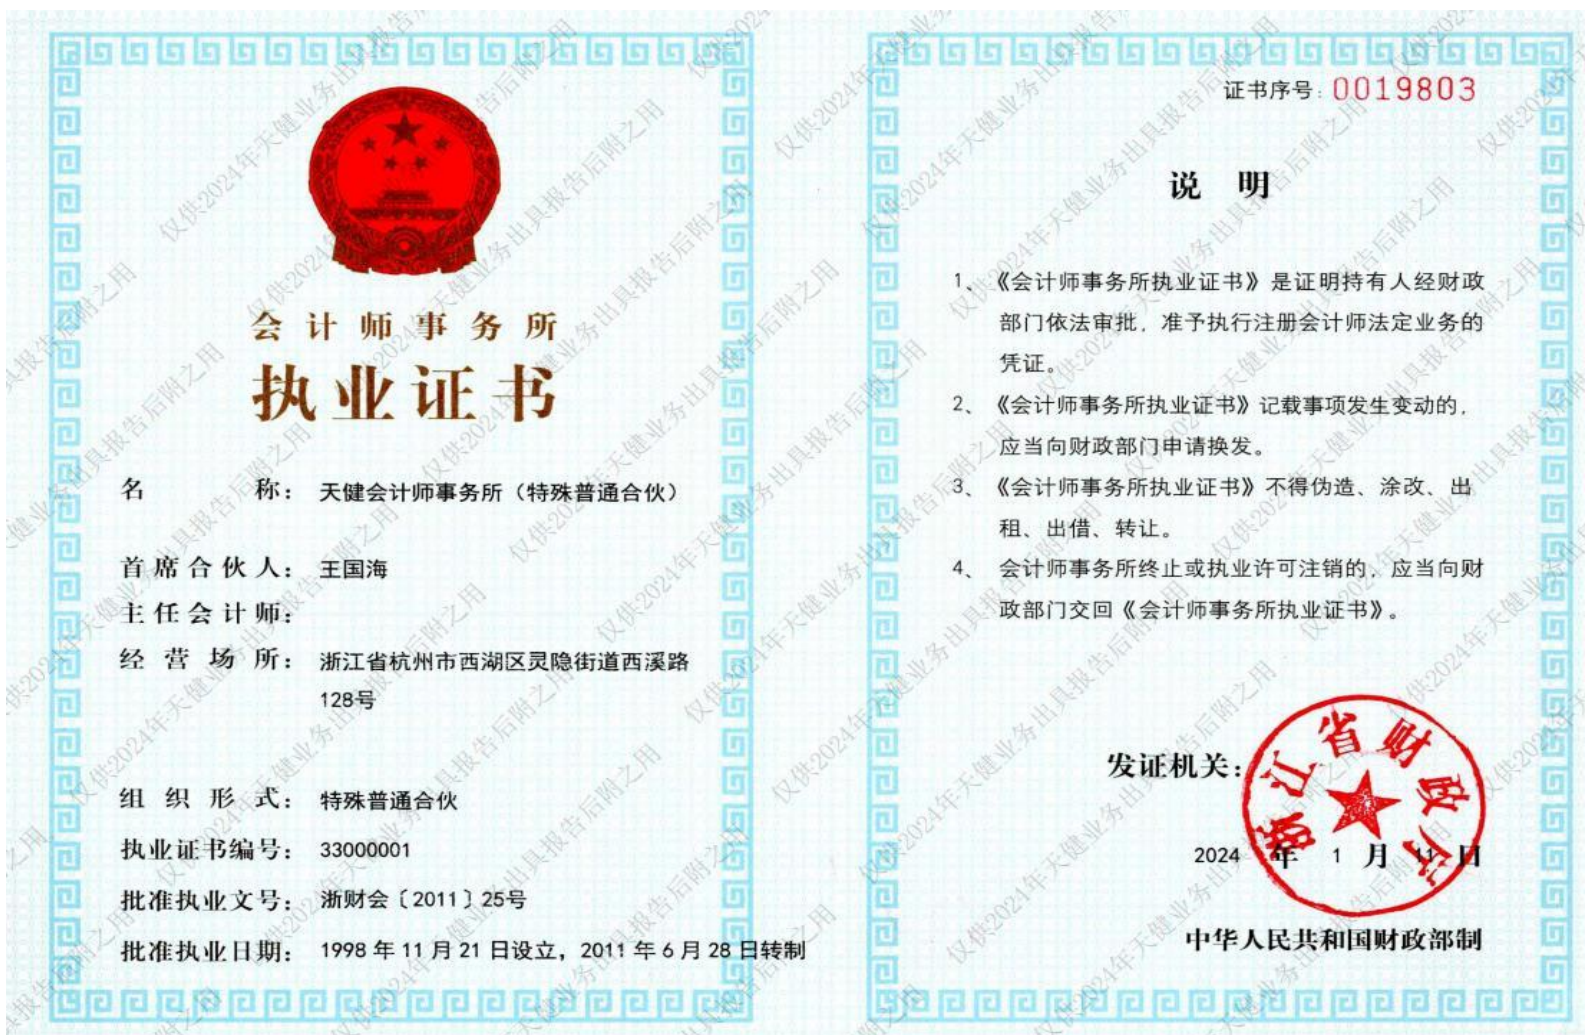 会计师事务所
执业证书
名称：天健会计师事务所（特殊普通合伙）
首席合伙人：王国海
主任会计师：
经营场所：浙江省杭州市西湖区灵隐街道西溪路
128号
组织形式：特殊普通合伙
执业证书编号：33000001
批准执业文号：浙财会〔2011〕25号
批准执业日期：1998年11月21日设立，2011年6月28日转制
证书序号：0019803
说明
1、《会计师事务所执业证书》是证明持有人经财政
部门依法审批，准予执行注册会计师法定业务的
凭证。
2、《会计师事务所执业证书》记载事项发生变动的，
应当向财政部门申请换发。
3、《会计师事务所执业证书》不得伪造、涂改、出
租、出借、转让。
4、会计师事务所终止或执业许可注销的，应当向财
政部门交回《会计师事务所执业证书》。
发证机关：
浙江省财政厅
2024年1月11日
中华人民共和国财政部制
仅供2024年天健业务出具报告后附之用